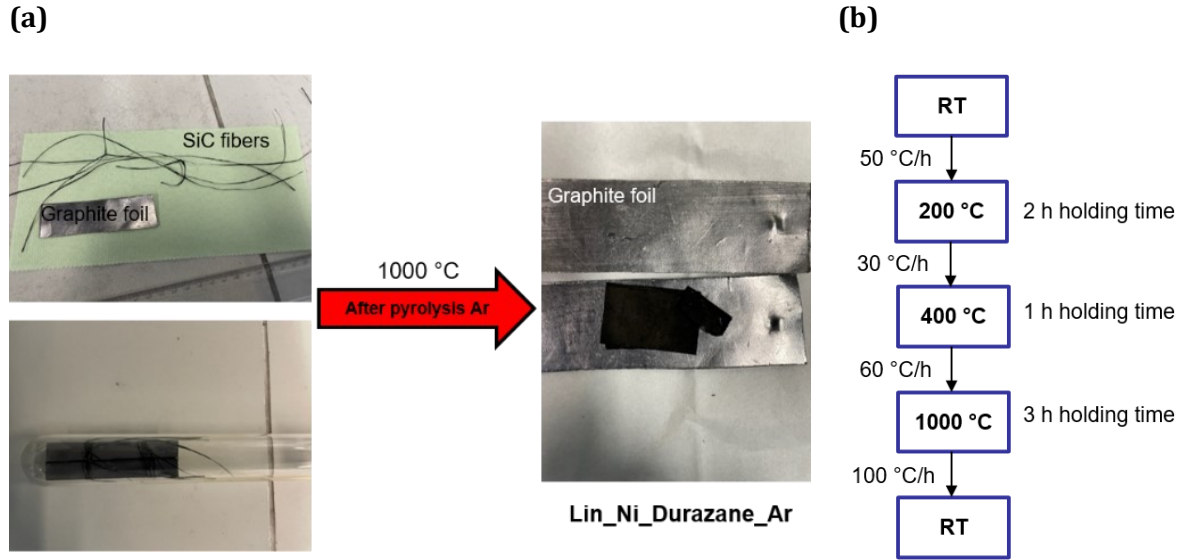 (a)
SiC fibers
Graphite foil
1000 °C
After pyrolysis Ar
Graphite foil
Lin_Ni_Durazane_Ar
(b)
RT
50 °C/h
200 °C
2 h holding time
30 °C/h
400 °C
1 h holding time
60 °C/h
1000 °C
3 h holding time
100 °C/h
RT